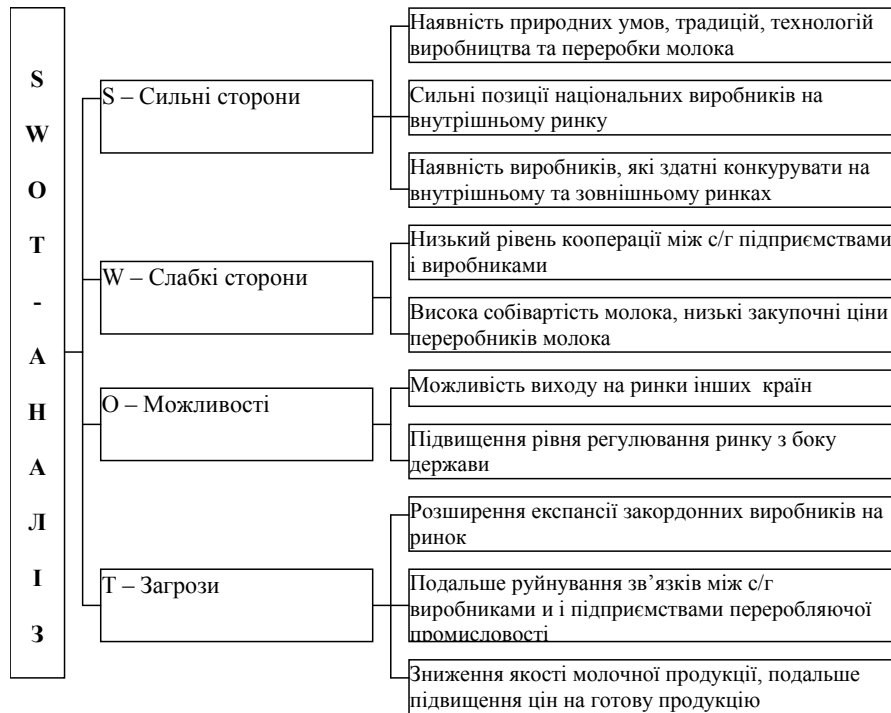 S
W
O
T
-
А
Н
А
Л
І
З
S – Сильні сторони
Наявність природних умов, традицій, технологій
виробництва та переробки молока
Сильні позиції національних виробників на
внутрішньому ринку
Наявність виробників, які здатні конкурувати на
внутрішньому та зовнішньому ринках
W – Слабкі сторони
Низький рівень кооперації між с/г підприємствами
і виробниками
Висока собівартість молока, низькі закупочні ціни
переробників молока
О – Можливості
Можливість виходу на ринки інших країн
Підвищення рівня регулювання ринку з боку
держави
Т – Загрози
Розширення експансії закордонних виробників на
ринок
Подальше руйнування зв’язків між с/г
виробниками и і підприємствами переробляючої
промисловості
Зниження якості молочної продукції, подальше
підвищення цін на готову продукцію